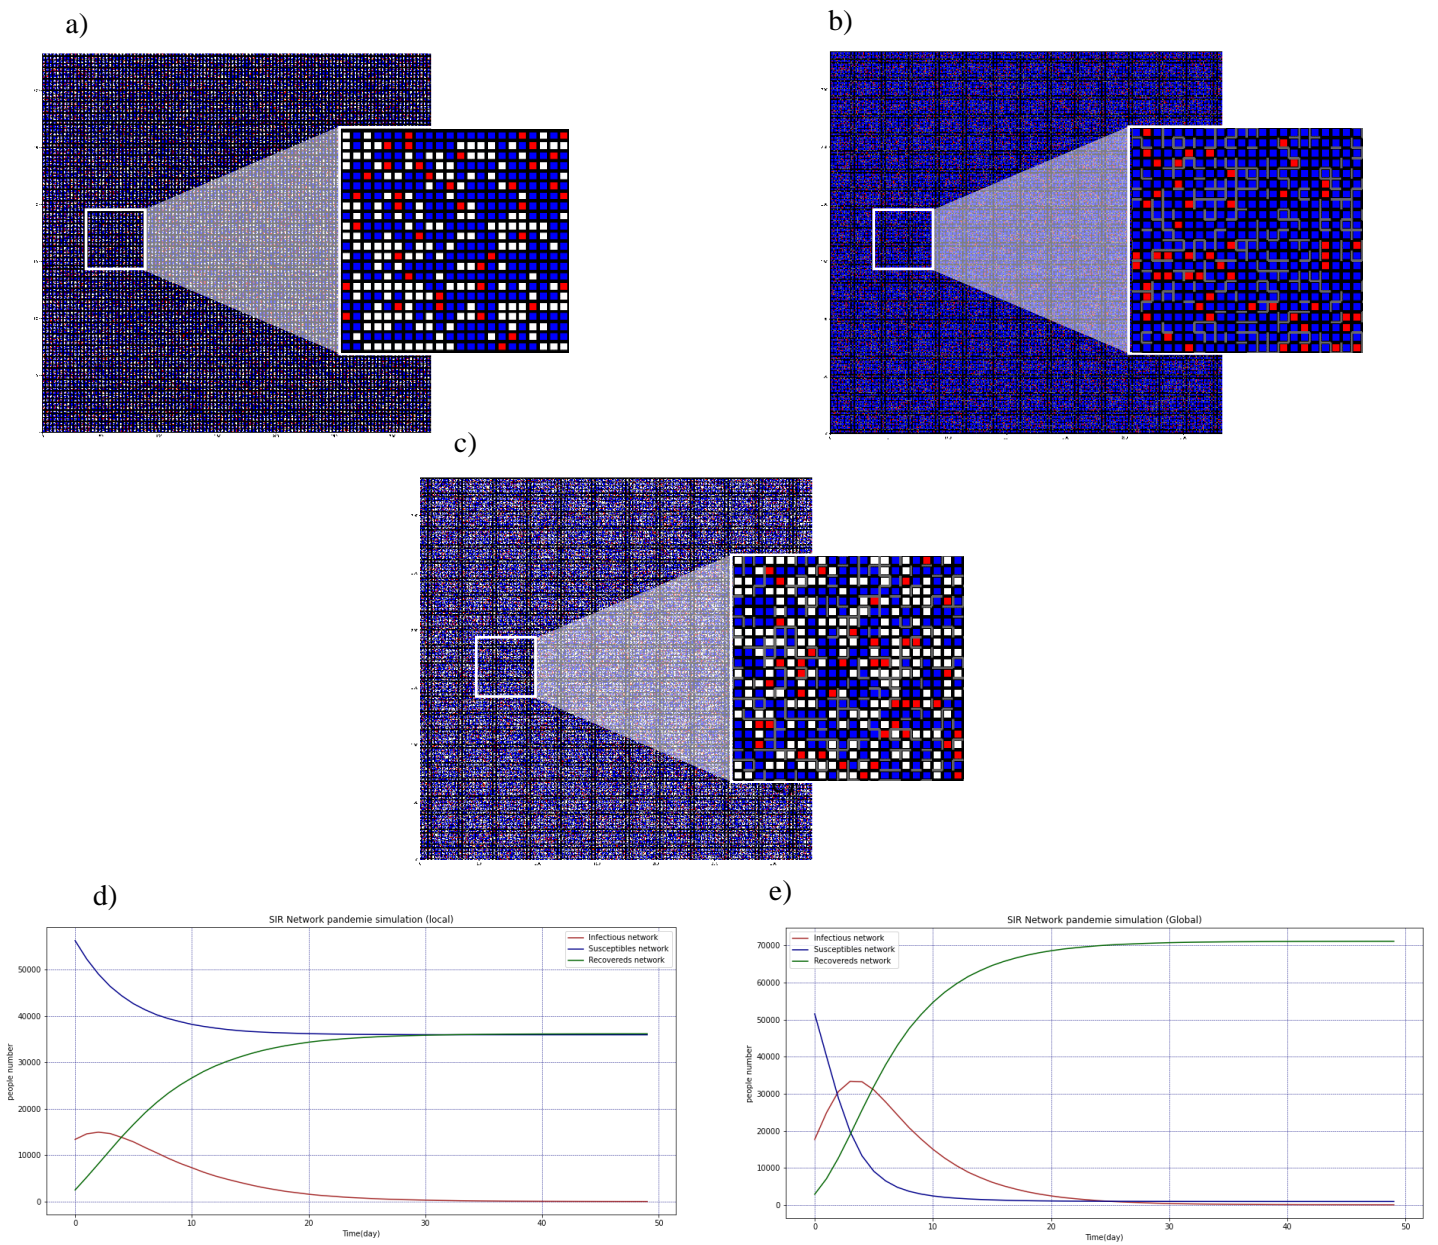 a)
b)
c)
d)
e)
SIR Network pandemie simulation (local)
Infectious network
Susceptibles network
Recovereds network
people number
50000
40000
30000
20000
10000
0
0
10
20
30
40
50
Time(day)
SIR Network pandemie simulation (Global)
Infectious network
Susceptibles network
Recovereds network
people number
70000
60000
50000
40000
30000
20000
10000
0
0
10
20
30
40
50
Time(day)